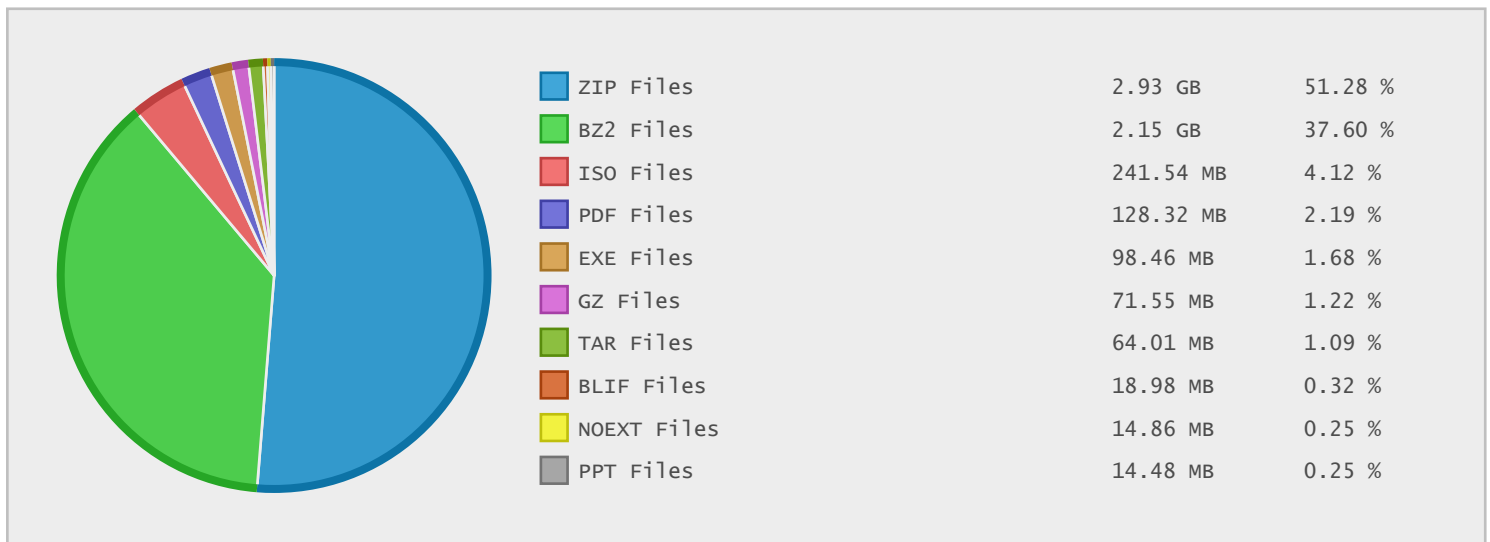 ZIP Files 2.93 GB 51.28 %
BZ2 Files 2.15 GB 37.60 %
ISO Files 241.54 MB 4.12 %
PDF Files 128.32 MB 2.19 %
EXE Files 98.46 MB 1.68 %
GZ Files 71.55 MB 1.22 %
TAR Files 64.01 MB 1.09 %
BLIF Files 18.98 MB 0.32 %
NOEXT Files 14.86 MB 0.25 %
PPT Files 14.48 MB 0.25 %